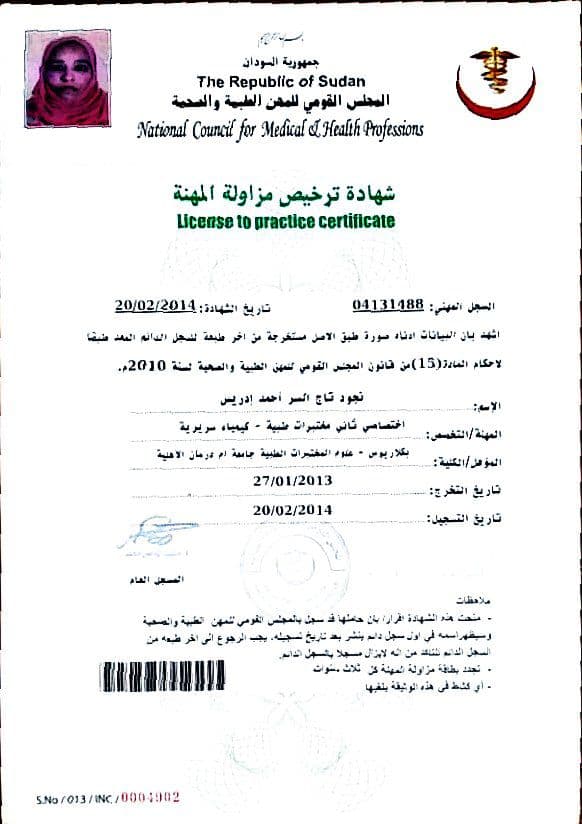 جمهورية السودان
The Republic of Sudan
المجلس القومي للمهن الطبية والصحية
National Council for Medical & Health Professions
شهادة ترخيص مزاولة المهنة
License to practice certificate
السجل المهني: 04131488 تاريخ الشهادة: 20/02/2014
اشهد بان البيانات ادناه صورة طبق الاصل مستخرجة من اخر طبعة للسجل الدائم المعد طبقا
لاحكام المادة(15)من قانون المجلس القومي للمهن الطبية والصحية لسنة 2010م.
الإسم: نجود تاج السر أحمد إدريس
المهنة/التخصص: اختصاصي ثاني مختبرات طبية - كيمياء سريرية
المؤهل/الكلية: بكلاريوس - علوم المختبرات الطبية جامعة ام درمان الاهلية
تاريخ التخرج: 27/01/2013
تاريخ التسجيل: 20/02/2014
المسجل العام
ملاحظات
- منحت هذه الشهادة اقرارا بان حاملها قد سجل بالمجلس القومي للمهن الطبية والصحية
وسيظهر اسمه في اول سجل دائم ينشر بعد تاريخ تسجيله. يجب الرجوع الى اخر طبعه من
السجل الدائم للتأكد من انه لايزال مسجلا بالسجل الدائم.
- تجدد بطاقة مزاولة المهنة كل ثلاث سنوات
- أي كشط في هذه الوثيقة يلغيها
S.No / 013 / INC / 0004902